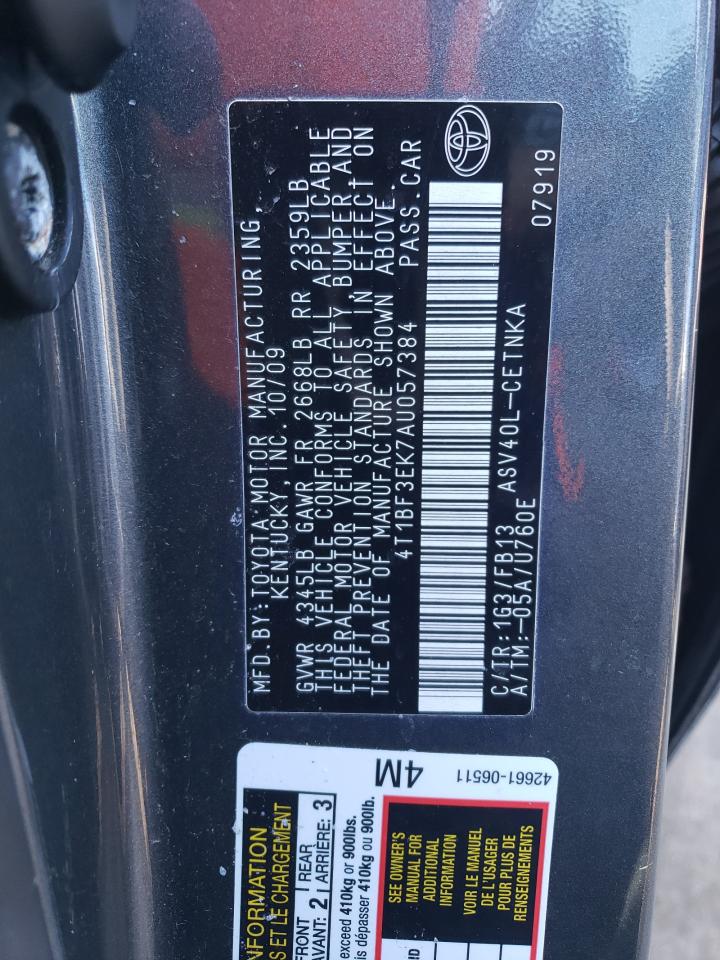 MFD.BY:TOYOTA MOTOR MANUFACTURING,
KENTUCKY,INC. 10/09
GVWR 4345LB GAWR FR 2668LB RR 2359LB
THIS VEHICLE CONFORMS TO ALL APPLICABLE
FEDERAL MOTOR VEHICLE SAFETY, BUMPER,AND
THEFT PREVENTION STANDARDS IN EFFECT ON
THE DATE OF MANUFACTURE SHOWN ABOVE.
4T1BF3EK7AU057384 PASS.CAR
C/TR:1G3/FB13 ASV40L-CETNKA
A/TM:-05A/U760E 07919
4M
42661-06511
NFORMATION
S ET LE CHARGEMENT
FRONT REAR
AVANT: 2 ARRIÈRE: 3
exceed 410kg or 900lbs.
is dépasser 410kg ou 900lb.
SEE OWNER'S
MANUAL FOR
ADDITIONAL
INFORMATION
VOIR LE MANUEL
DE L'USAGER
POUR PLUS DE
RENSEIGNEMENTS